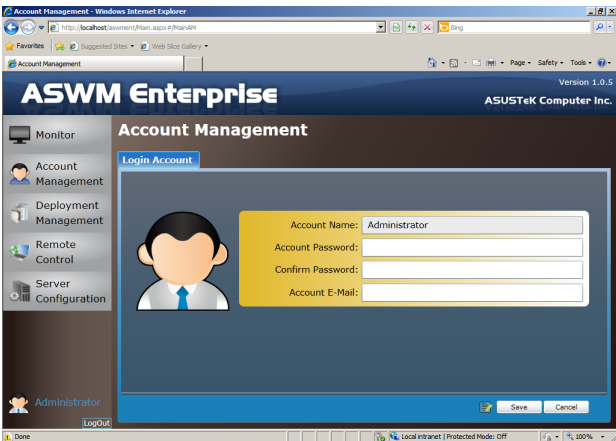 Account Management - Windows Internet Explorer
http://localhost/aswment/Main.aspx#/MainAM
Bing
Favorites
Suggested Sites
Web Slice Gallery
Account Management
Page
Safety
Tools
ASWM Enterprise
Version 1.0.5
ASUSTeK Computer Inc.
Monitor
Account Management
Login Account
Account
Management
Deployment
Management
Remote
Control
Server
Configuration
Account Name: Administrator
Account Password:
Confirm Password:
Account E-Mail:
Administrator
LogOut
Save
Cancel
Done
Local intranet | Protected Mode: Off
100%